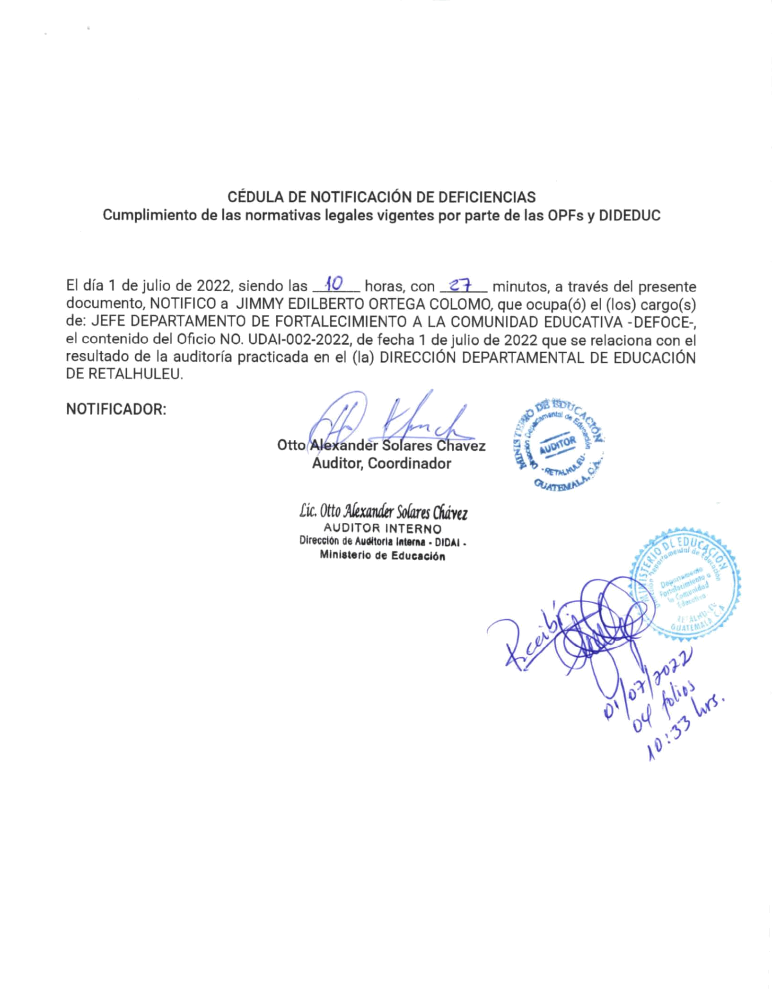 CÉDULA DE NOTIFICACIÓN DE DEFICIENCIAS
Cumplimiento de las normativas legales vigentes por parte de las OPFs y DIDEDUC
El día 1 de julio de 2022, siendo las 10 horas, con 27 minutos, a través del presente
documento, NOTIFICO a JIMMY EDILBERTO ORTEGA COLOMO, que ocupa(ó) el (los) cargo(s)
de: JEFE DEPARTAMENTO DE FORTALECIMIENTO A LA COMUNIDAD EDUCATIVA -DEFOCE-,
el contenido del Oficio NO. UDAI-002-2022, de fecha 1 de julio de 2022 que se relaciona con el
resultado de la auditoría practicada en el (la) DIRECCIÓN DEPARTAMENTAL DE EDUCACIÓN
DE RETALHULEU.
NOTIFICADOR:
Otto Alexander Solares Chavez
Auditor, Coordinador
MINISTERIO DE EDUCACIÓN
Dirección Departamental de Educación
AUDITOR
-RETALHULEU-
GUATEMALA, C.A.
Lic. Otto Alexander Solares Chávez
AUDITOR INTERNO
Dirección de Auditoria Interna - DIDAI -
Ministerio de Educación
MINISTERIO DE EDUCACIÓN
Dirección Departamental de Educación
Departamento
Fortalecimiento a
la Comunidad
Educativa
RETALHULEU
GUATEMALA, C.A
Recibí
01/07/2022
04 folios
10:33 hrs.